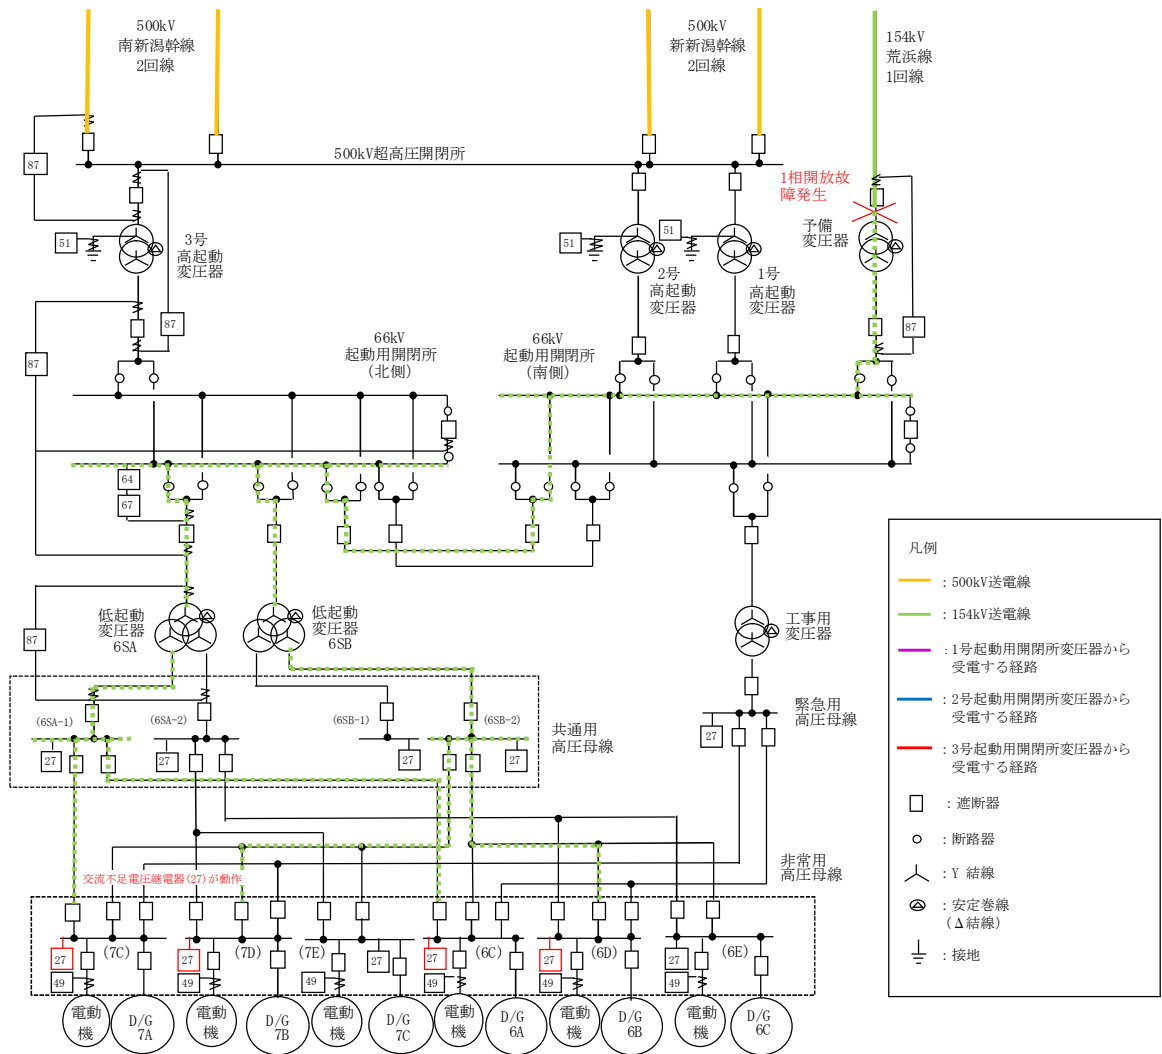 500kV
南新潟幹線
2回線
500kV
新新潟幹線
2回線
154kV
荒浜線
1回線
500kV超高圧開閉所
87
1相開放故
障発生
51
3号
高起動
変圧器
51
2号
高起動
変圧器
51
1号
高起動
変圧器
予備
変圧器
87
87
87
66kV
起動用開閉所
(北側)
66kV
起動用開閉所
(南側)
64
67
低起動
変圧器
6SA
低起動
変圧器
6SB
工事用
変圧器
87
(6SA-1)
(6SA-2)
(6SB-1)
(6SB-2)
27
27
27
27
共通用
高圧母線
緊急用
高圧母線
27
非常用
高圧母線
交流不足電圧継電器(27)が動作
(7C)
(7D)
(7E)
(6C)
(6D)
(6E)
27
27
27
27
27
27
49
49
49
49
49
49
電動
機
D/G
7A
電動
機
D/G
7B
電動
機
D/G
7C
電動
機
D/G
6A
電動
機
D/G
6B
電動
機
D/G
6C
凡例
:500kV送電線
:154kV送電線
:1号起動用開閉所変圧器から
受電する経路
:2号起動用開閉所変圧器から
受電する経路
:3号起動用開閉所変圧器から
受電する経路
:遮断器
:断路器
:Y 結線
:安定巻線
(Δ結線)
:接地